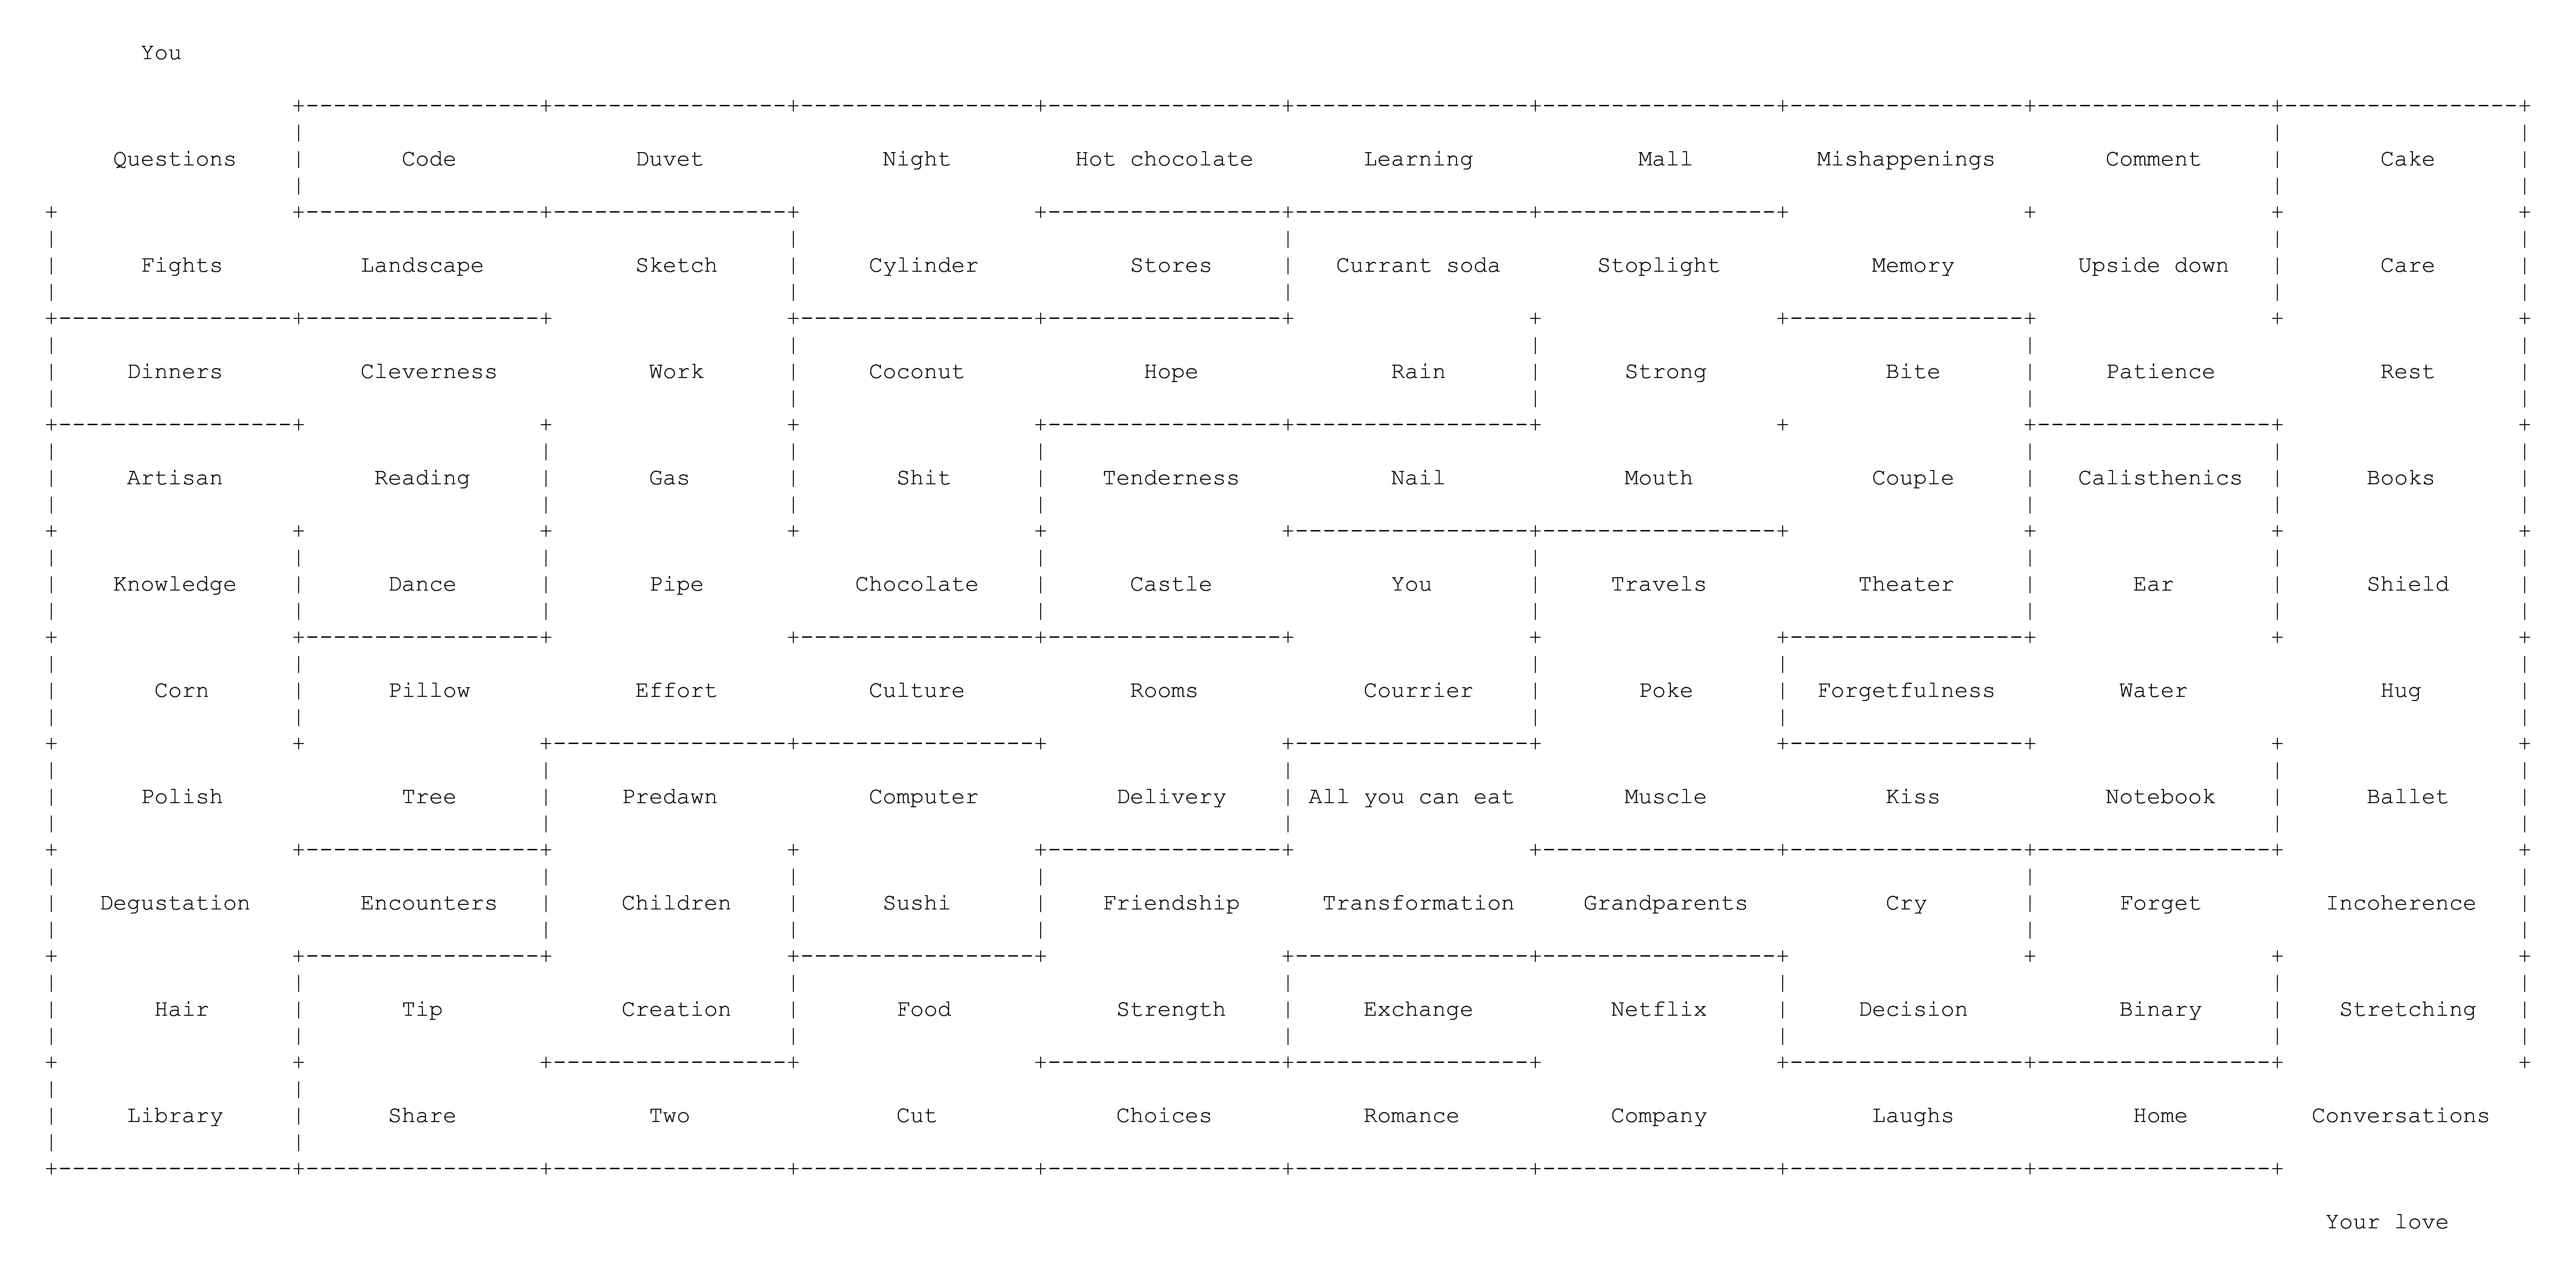 You
Questions Code Duvet Night Hot chocolate Learning Mall Mishappenings Comment Cake
Fights Landscape Sketch Cylinder Stores Currant soda Stoplight Memory Upside down Care
Dinners Cleverness Work Coconut Hope Rain Strong Bite Patience Rest
Artisan Reading Gas Shit Tenderness Nail Mouth Couple Calisthenics Books
Knowledge Dance Pipe Chocolate Castle You Travels Theater Ear Shield
Corn Pillow Effort Culture Rooms Courrier Poke Forgetfulness Water Hug
Polish Tree Predawn Computer Delivery All you can eat Muscle Kiss Notebook Ballet
Degustation Encounters Children Sushi Friendship Transformation Grandparents Cry Forget Incoherence
Hair Tip Creation Food Strength Exchange Netflix Decision Binary Stretching
Library Share Two Cut Choices Romance Company Laughs Home Conversations
Your love